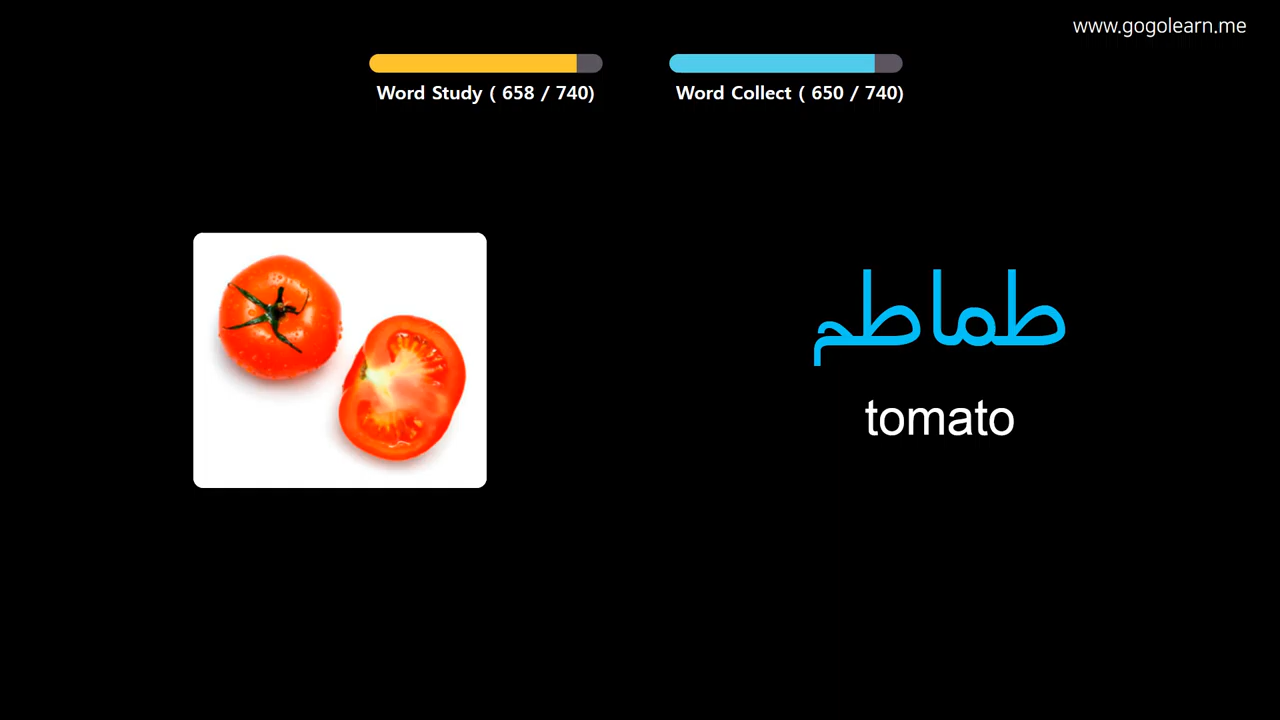 www.gogolearn.me
Word Study ( 658 / 740)
Word Collect ( 650 / 740)
طماطم
tomato